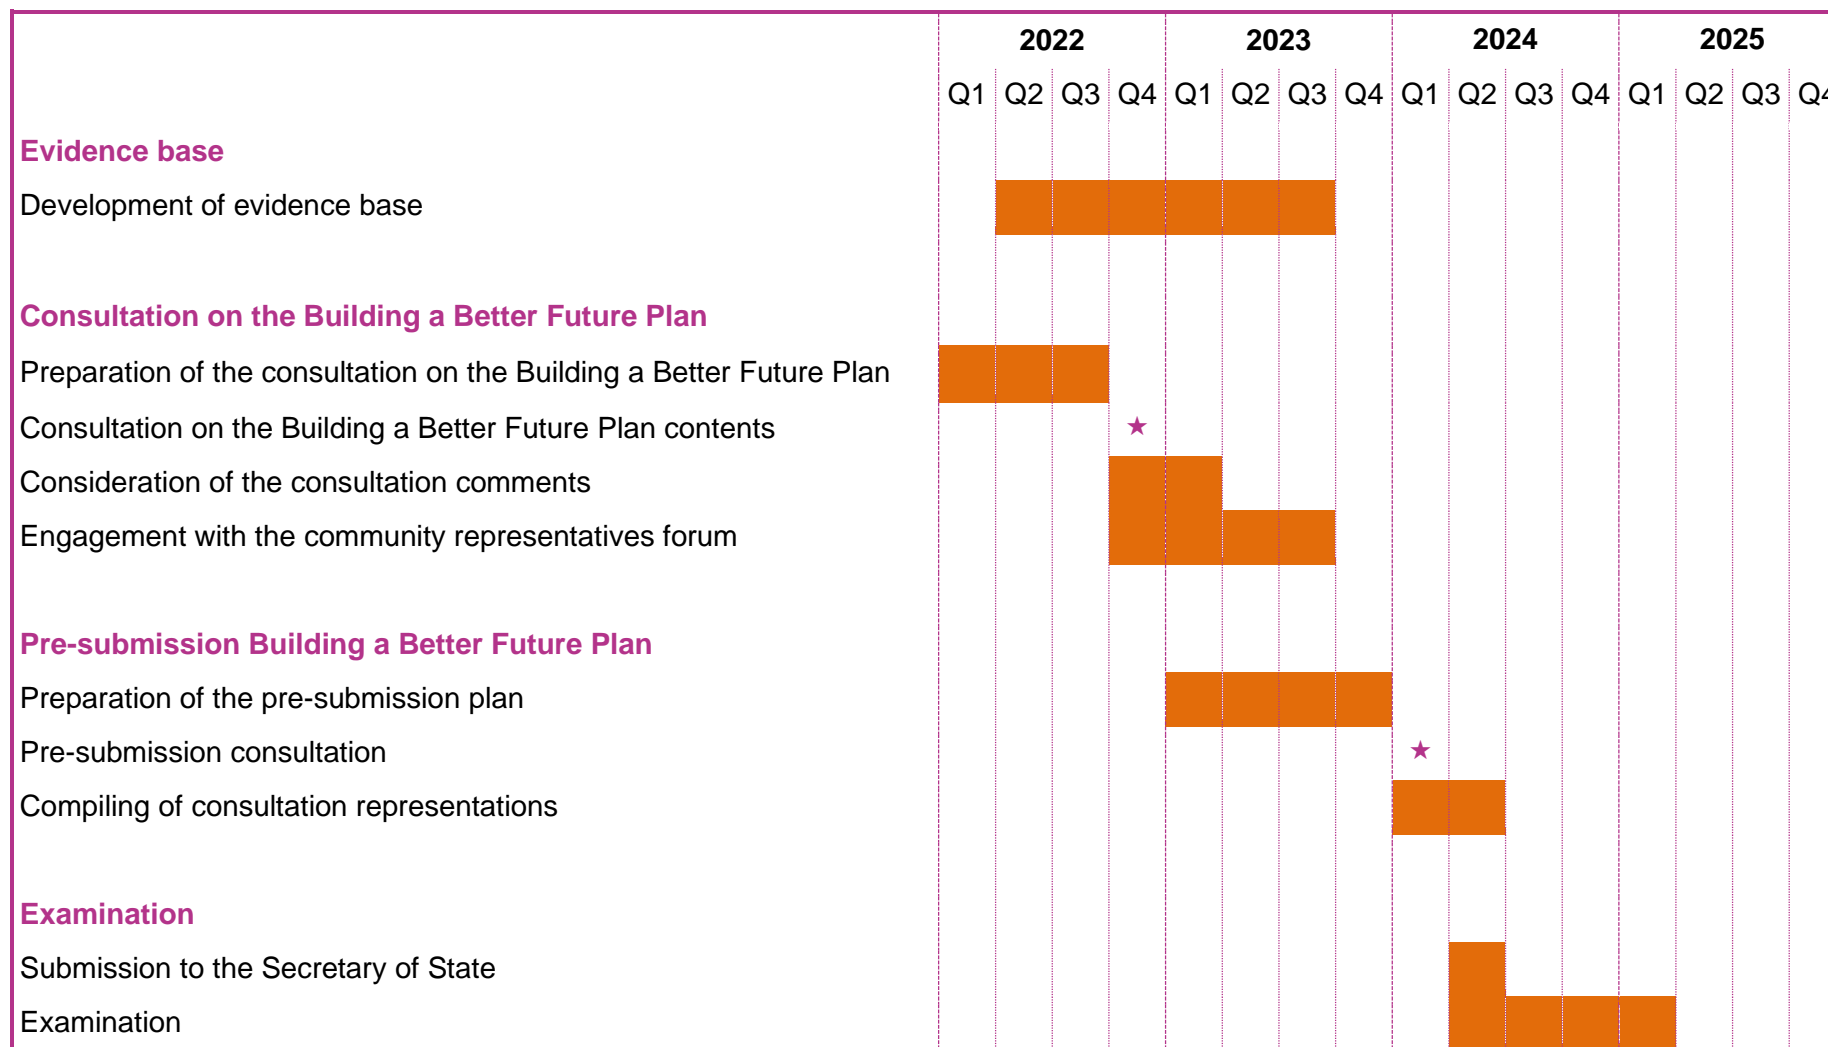 2022 2023 2024 2025
Q1 Q2 Q3 Q4 Q1 Q2 Q3 Q4 Q1 Q2 Q3 Q4 Q1 Q2 Q3 Q4
Evidence base
Development of evidence base
Consultation on the Building a Better Future Plan
Preparation of the consultation on the Building a Better Future Plan
Consultation on the Building a Better Future Plan contents
Consideration of the consultation comments
Engagement with the community representatives forum
Pre-submission Building a Better Future Plan
Preparation of the pre-submission plan
Pre-submission consultation
Compiling of consultation representations
Examination
Submission to the Secretary of State
Examination